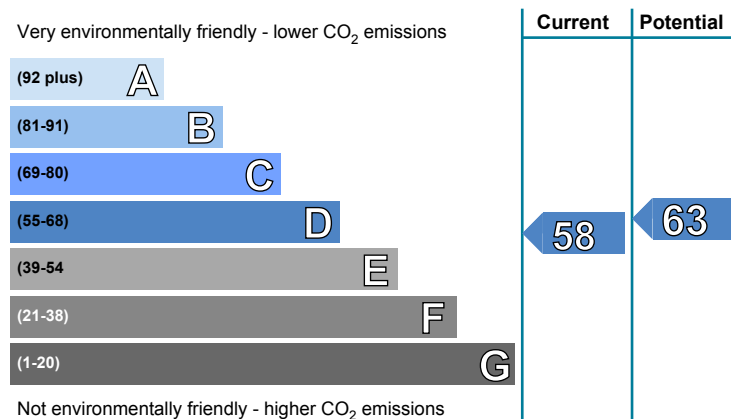 Very environmentally friendly - lower CO2 emissions
Current
Potential
(92 plus) A
(81-91) B
(69-80) C
(55-68) D
(39-54 E
(21-38) F
(1-20) G
58
63
Not environmentally friendly - higher CO2 emissions